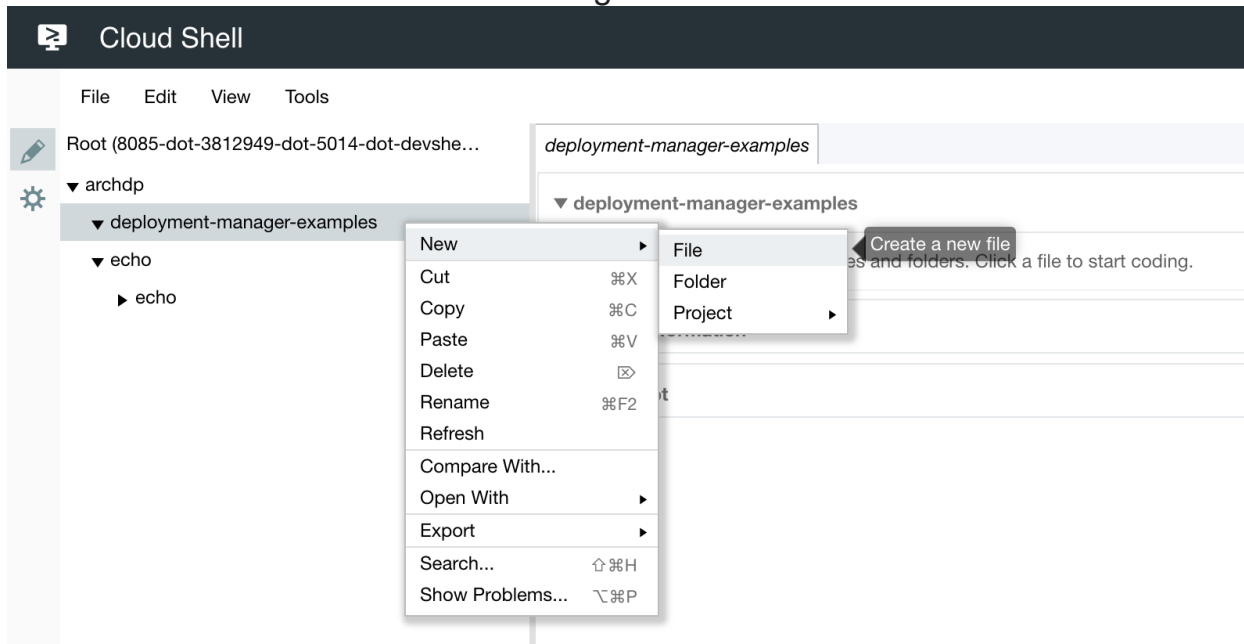 Cloud Shell
File Edit View Tools
Root (8085-dot-3812949-dot-5014-dot-devshe...
deployment-manager-examples
archdp
deployment-manager-examples
deployment-manager-examples
echo
echo
New
Cut ⌘X
Copy ⌘C
Paste ⌘V
Delete ⌦
Rename ⌘F2
Refresh
Compare With...
Open With
Export
Search... ⇧⌘H
Show Problems... ⌥⌘P
File
Folder
Project
Create a new file
and folders. Click a file to start coding.